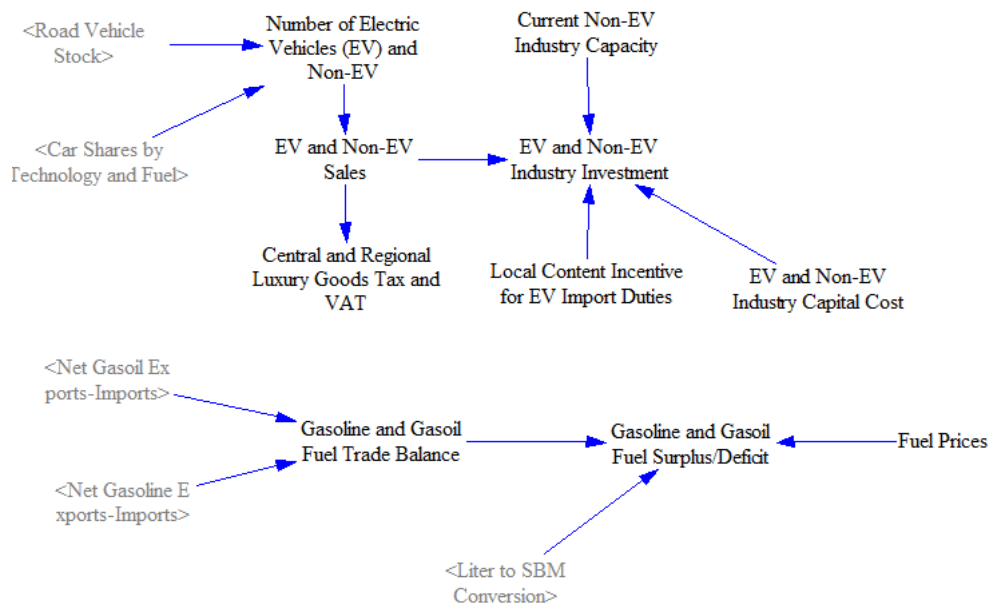 <Road Vehicle
Stock>
Number of Electric
Vehicles (EV) and
Non-EV
Current Non-EV
Industry Capacity
<Car Shares by
Technology and Fuel>
EV and Non-EV
Sales
EV and Non-EV
Industry Investment
Central and Regional
Luxury Goods Tax and
VAT
Local Content Incentive
for EV Import Duties
EV and Non-EV
Industry Capital Cost
<Net Gasoil Ex
ports-Imports>
Gasoline and Gasoil
Fuel Trade Balance
Gasoline and Gasoil
Fuel Surplus/Deficit
Fuel Prices
<Net Gasoline E
xports-Imports>
<Liter to SBM
Conversion>